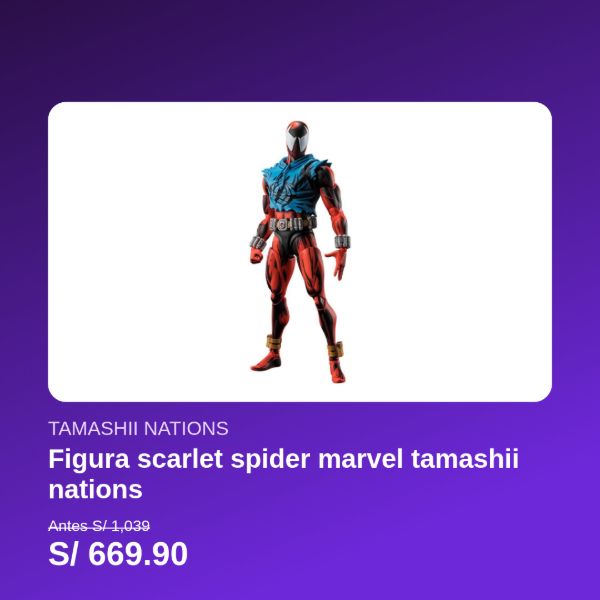 TAMASHII NATIONS
Figura scarlet spider marvel tamashii
nations
Antes S/ 1,039
S/ 669.90